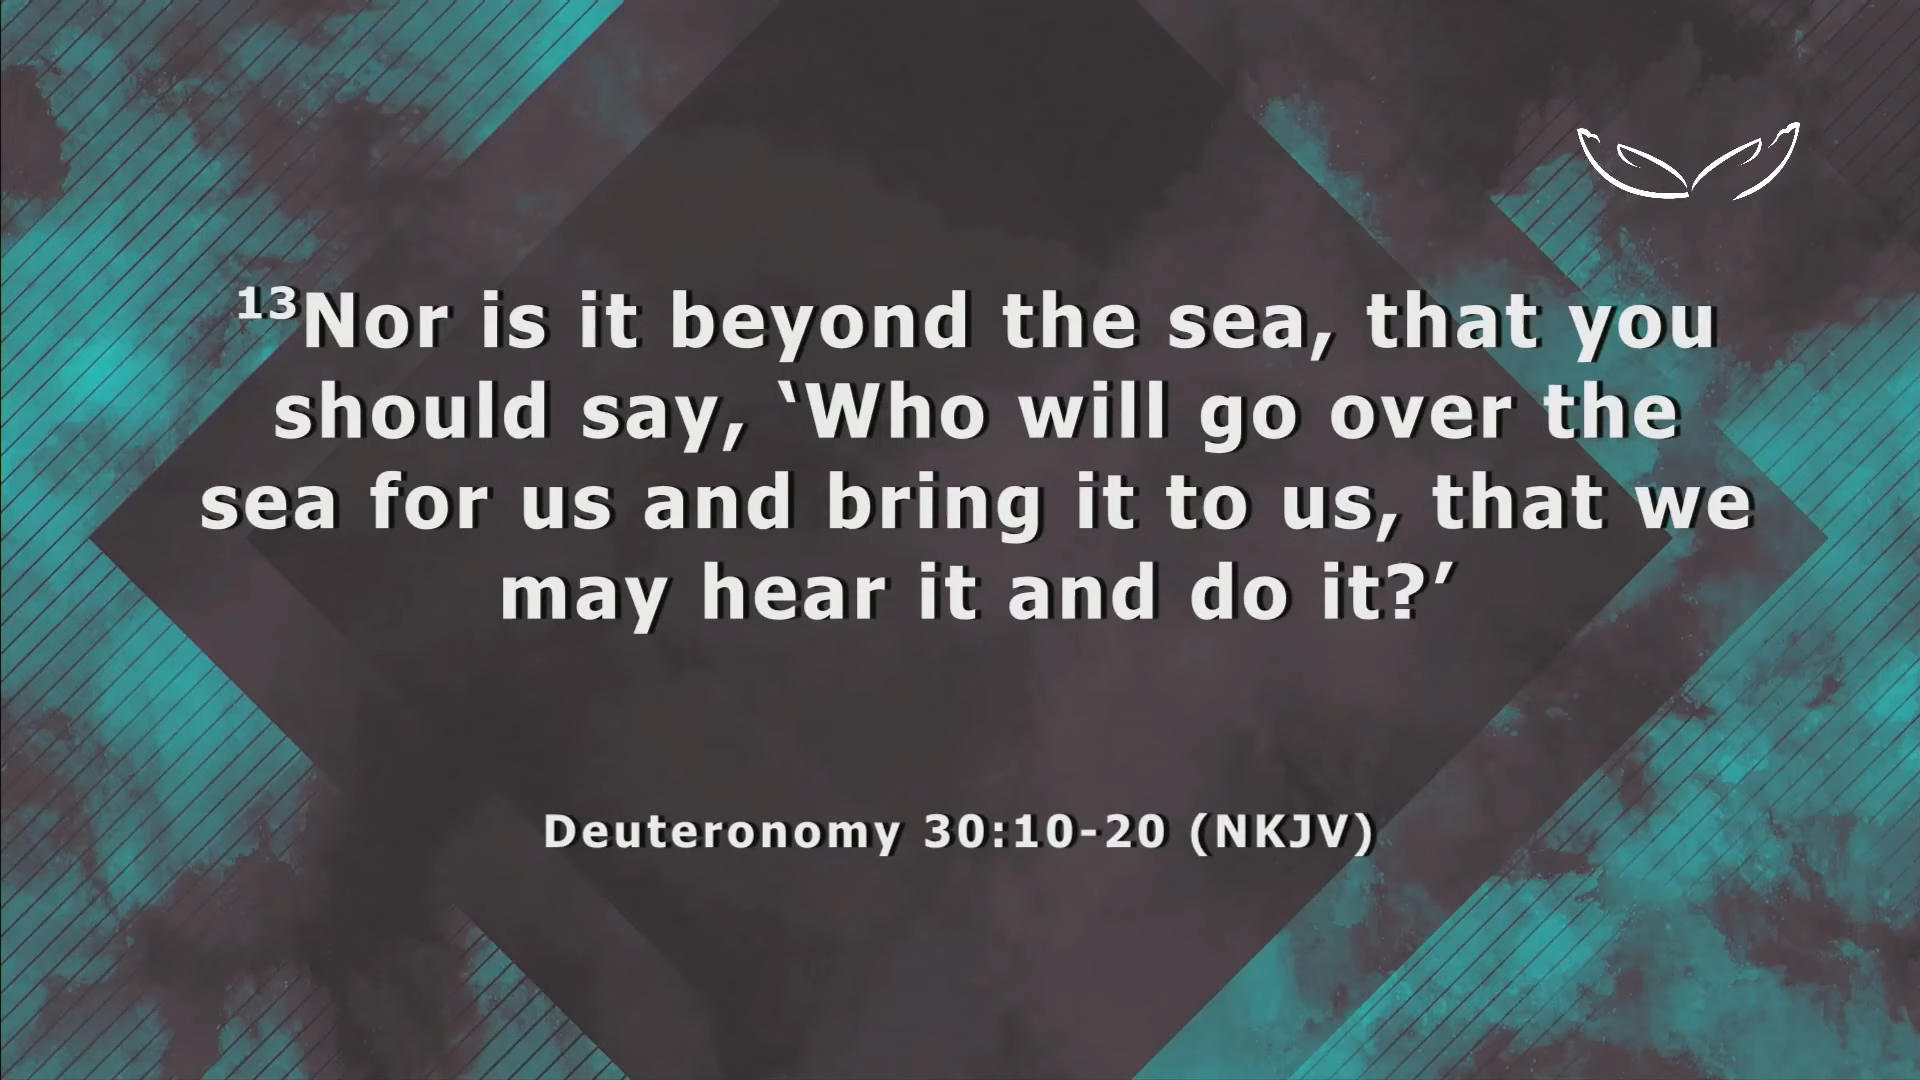 ¹³Nor is it beyond the sea, that you
should say, ‘Who will go over the
sea for us and bring it to us, that we
may hear it and do it?’
Deuteronomy 30:10-20 (NKJV)